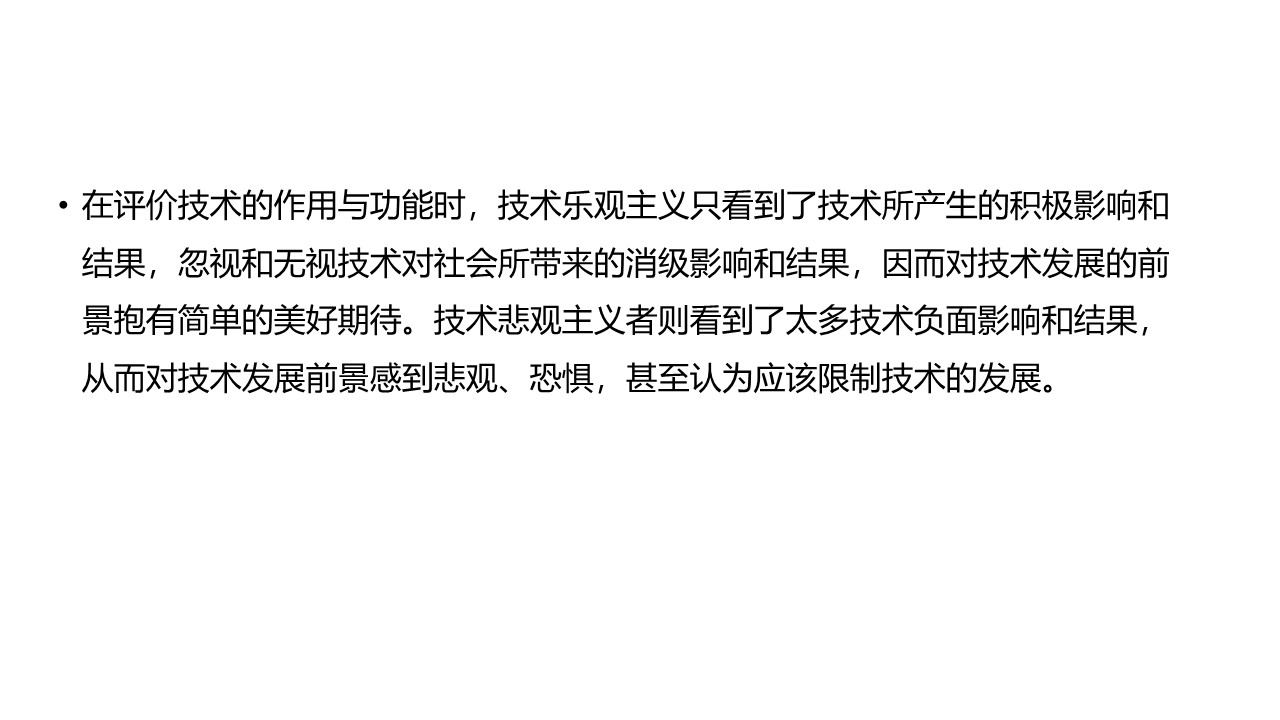 • 在评价技术的作用与功能时，技术乐观主义只看到了技术所产生的积极影响和
结果，忽视和无视技术对社会所带来的消级影响和结果，因而对技术发展的前
景抱有简单的美好期待。技术悲观主义者则看到了太多技术负面影响和结果，
从而对技术发展前景感到悲观、恐惧，甚至认为应该限制技术的发展。